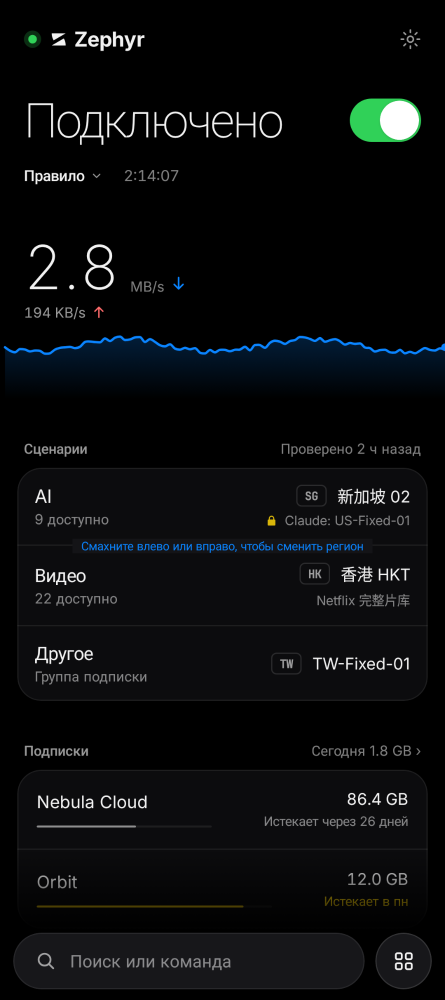 Zephyr
Подключено
Правило 2:14:07
2.8 MB/s ↓
194 KB/s ↑
Сценарии Проверено 2 ч назад
AI SG 新加坡 02
9 доступно Claude: US-Fixed-01
Смахните влево или вправо, чтобы сменить регион
Видео HK 香港 HKT
22 доступно Netflix 完整片库
Другое TW TW-Fixed-01
Группа подписки
Подписки Сегодня 1.8 GB ›
Nebula Cloud 86.4 GB
Истекает через 26 дней
Orbit 12.0 GB
Истекает в пн
Поиск или команда